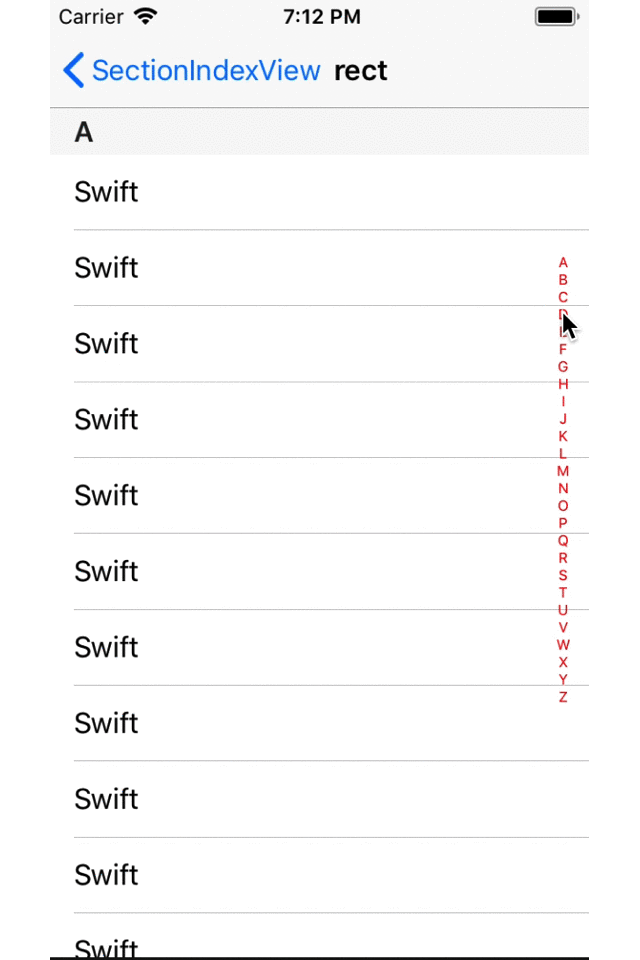 Carrier 7:12 PM
SectionIndexView rect
A
Swift
Swift
Swift
Swift
Swift
Swift
Swift
Swift
Swift
Swift
Swift
A
B
C
D
F
G
H
I
J
K
L
M
N
O
P
Q
R
S
T
U
V
W
X
Y
Z